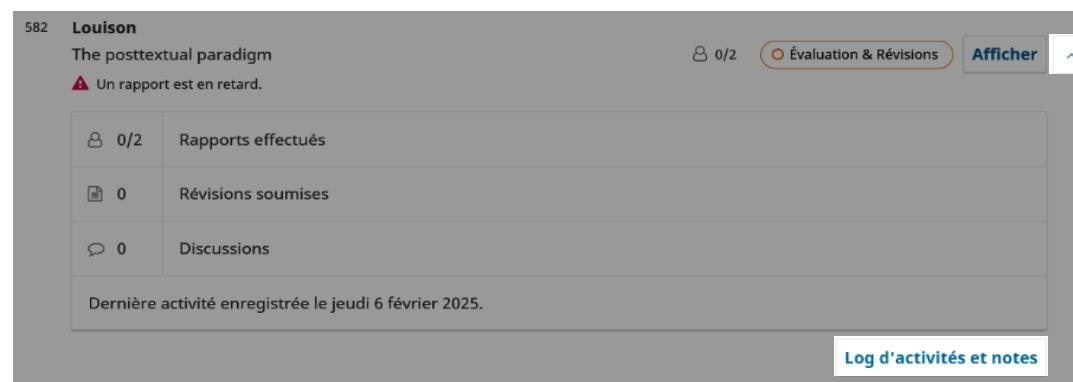 582 Louison
The posttextual paradigm
0/2 Évaluation & Révisions Afficher
Un rapport est en retard.
0/2 Rapports effectués
0 Révisions soumises
0 Discussions
Dernière activité enregistrée le jeudi 6 février 2025.
Log d'activités et notes